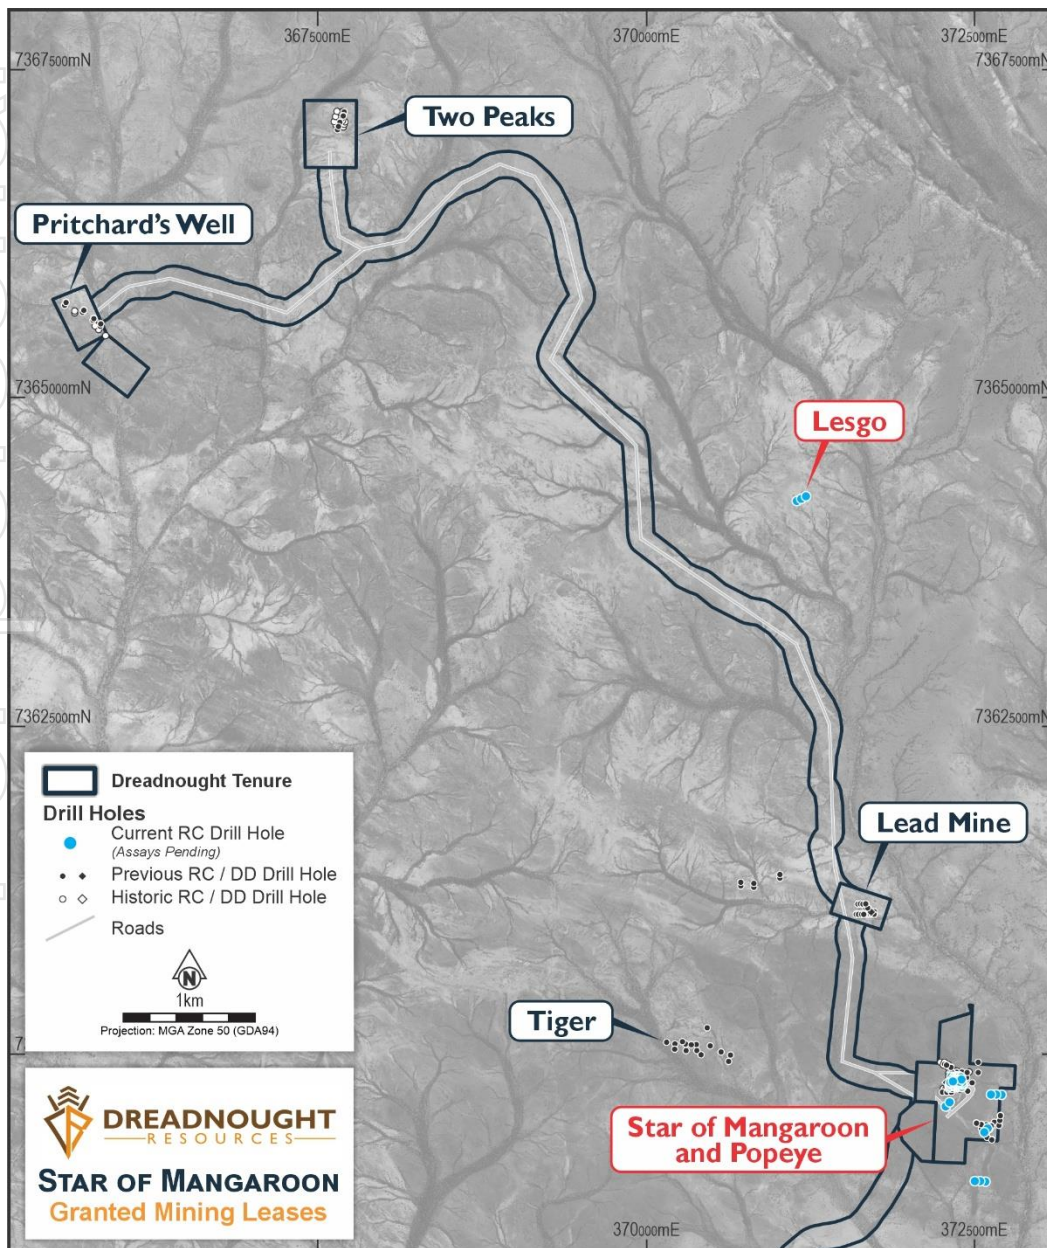 367500mE
370000mE
372500mE
7367500mN
7367500mN
Two Peaks
Pritchard's Well
7365000mN
7365000mN
Lesgo
7362500mN
7362500mN
Dreadnought Tenure
Drill Holes
Current RC Drill Hole
(Assays Pending)
Previous RC / DD Drill Hole
Historic RC / DD Drill Hole
Roads
N
1km
Projection: MGA Zone 50 (GDA94)
Lead Mine
Tiger
Star of Mangaroon
and Popeye
DREADNOUGHT
RESOURCES
STAR OF MANGAROON
Granted Mining Leases
370000mE
372500mE